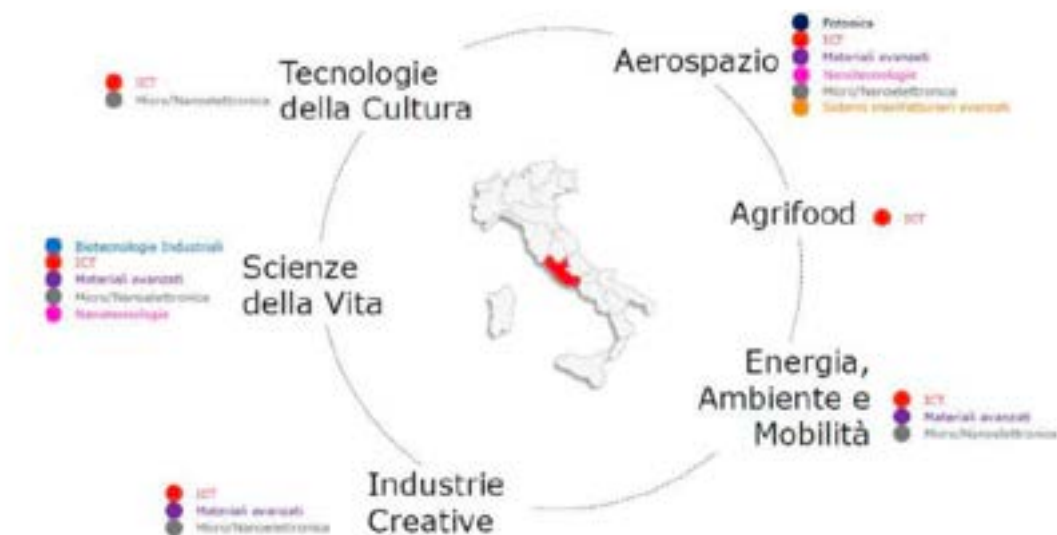 Tecnologie
della Cultura
ICT
Micro/Nanoelettronica
Aerospazio
Fotonica
ICT
Materiali avanzati
Nanotecnologie
Micro/Nanoelettronica
Sistemi manifatturieri avanzati
Agrifood
ICT
Energia,
Ambiente e
Mobilità
ICT
Materiali avanzati
Micro/Nanoelettronica
Industrie
Creative
ICT
Materiali avanzati
Micro/Nanoelettronica
Scienze
della Vita
Biotecnologie Industriali
ICT
Materiali avanzati
Micro/Nanoelettronica
Nanotecnologie